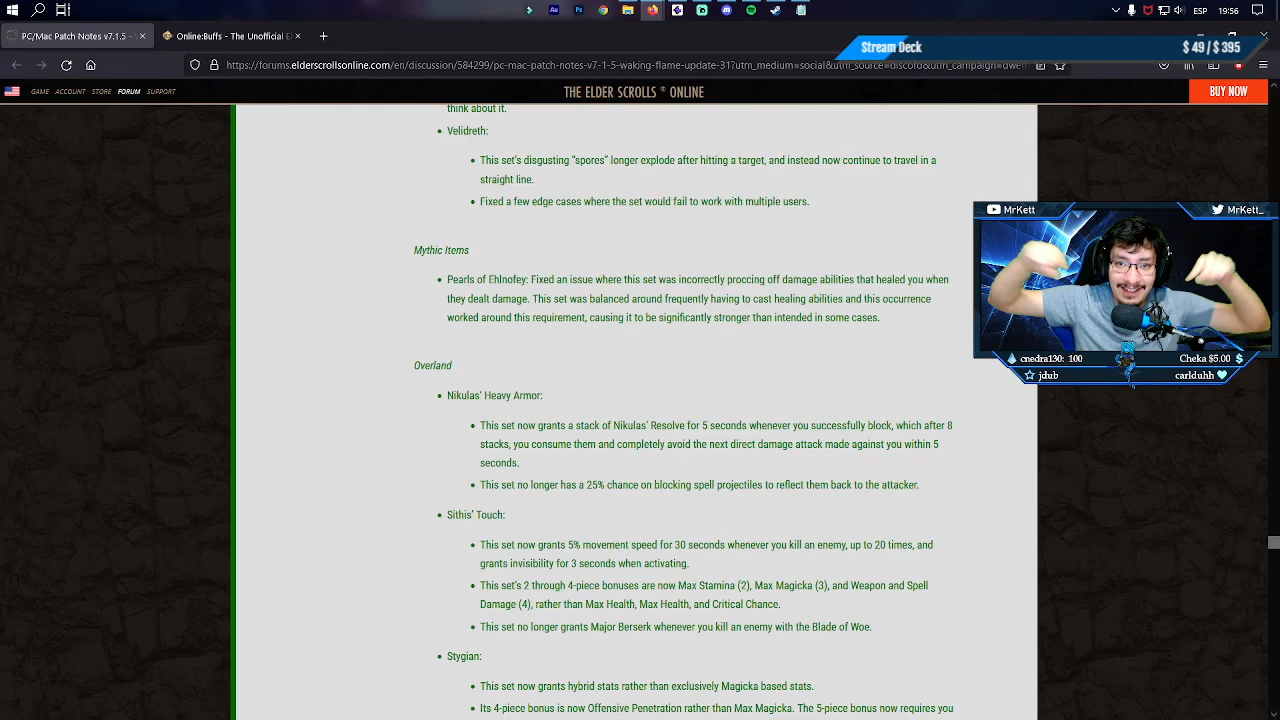 19:56
PC/Mac Patch Notes v7.1.5 -
Online:Buffs - The Unofficial El
Stream Deck
$ 49 / $ 395
https://forums.elderscrollsonline.com/en/discussion/584299/pc-mac-patch-notes-v7-1-5-waking-flame-update-31?utm_medium=social&utm_source=discord&utm_campaign=dwem
GAME ACCOUNT STORE FORUM SUPPORT
THE ELDER SCROLLS ® ONLINE
BUY NOW
think about it.
• Velidreth:
• This set's disgusting “spores” longer explode after hitting a target, and instead now continue to travel in a
straight line.
• Fixed a few edge cases where the set would fail to work with multiple users.
MrKett
MrKett_
Mythic Items
• Pearls of Ehlnofey: Fixed an issue where this set was incorrectly proccing off damage abilities that healed you when
they dealt damage. This set was balanced around frequently having to cast healing abilities and this occurrence
worked around this requirement, causing it to be significantly stronger than intended in some cases.
cnedra130: 100
Cheka $5.00 $
jdub
carlduhh
Overland
• Nikulas' Heavy Armor:
• This set now grants a stack of Nikulas' Resolve for 5 seconds whenever you successfully block, which after 8
stacks, you consume them and completely avoid the next direct damage attack made against you within 5
seconds.
• This set no longer has a 25% chance on blocking spell projectiles to reflect them back to the attacker.
• Sithis' Touch:
• This set now grants 5% movement speed for 30 seconds whenever you kill an enemy, up to 20 times, and
grants invisibility for 3 seconds when activating.
• This set's 2 through 4-piece bonuses are now Max Stamina (2), Max Magicka (3), and Weapon and Spell
Damage (4), rather than Max Health, Max Health, and Critical Chance.
• This set no longer grants Major Berserk whenever you kill an enemy with the Blade of Woe.
• Stygian:
• This set now grants hybrid stats rather than exclusively Magicka based stats.
• Its 4-piece bonus is now Offensive Penetration rather than Max Magicka. The 5-piece bonus now requires you